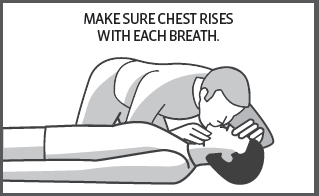 MAKE SURE CHEST RISES
WITH EACH BREATH.